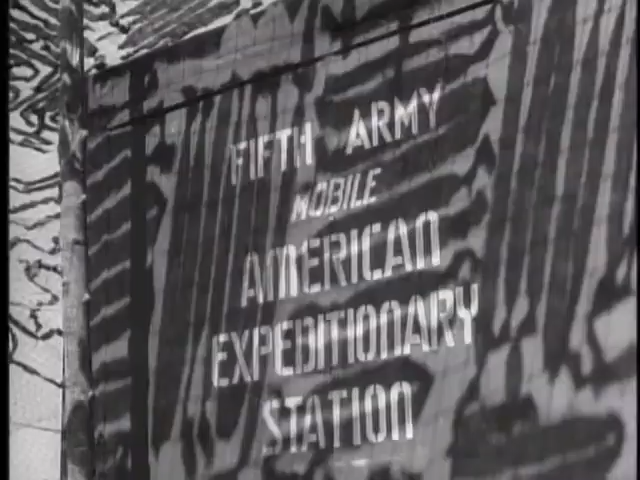 FIFTH ARMY
MOBILE
AMERICAN
EXPEDITIONARY
STATION